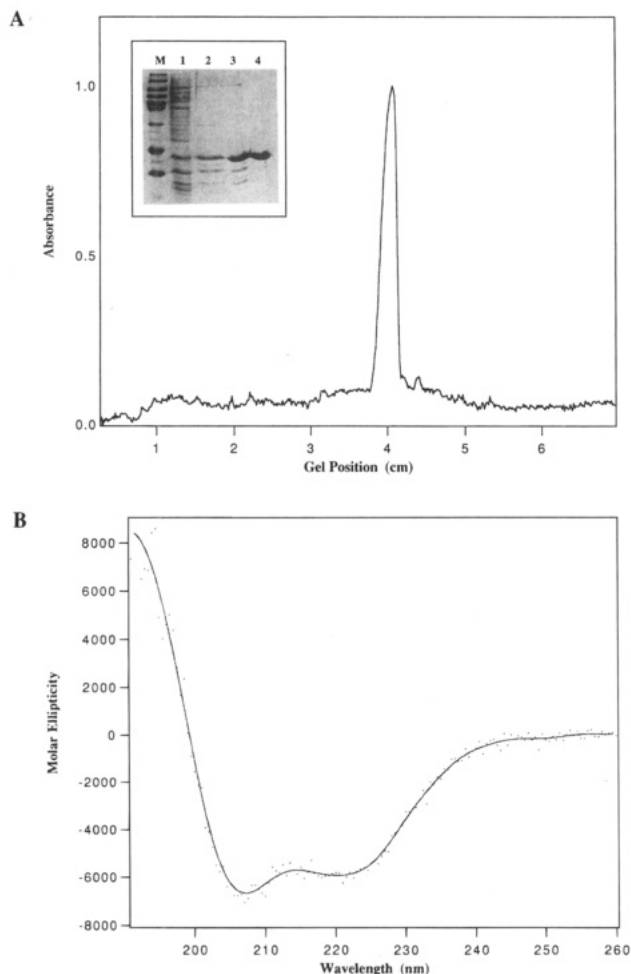 A
M 1 2 3 4
1.0
0.5
0.0
Absorbance
1 2 3 4 5 6
Gel Position (cm)
B
8000
6000
4000
2000
0
-2000
-4000
-6000
-8000
Molar Ellipticity
200 210 220 230 240 250 260
Wavelength (nm)